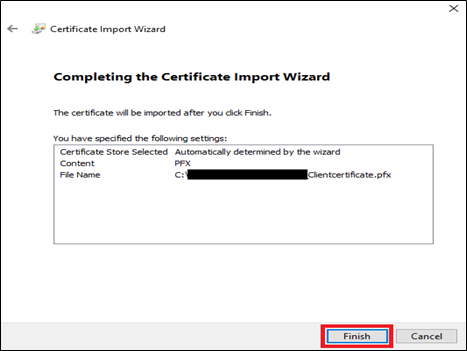 Certificate Import Wizard
Completing the Certificate Import Wizard
The certificate will be imported after you click Finish.
You have specified the following settings:
Certificate Store Selected Automatically determined by the wizard
Content PFX
File Name C:\ Clientcertificate.pfx
Finish Cancel